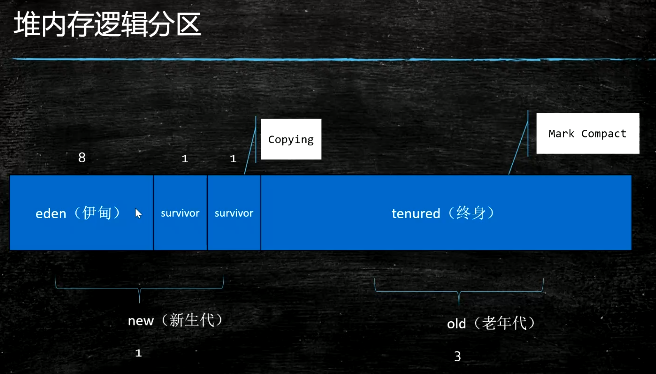 堆内存逻辑分区
Copying
Mark Compact
8
1
1
eden（伊甸）
survivor
survivor
tenured（终身）
new（新生代）
old（老年代）
1
3